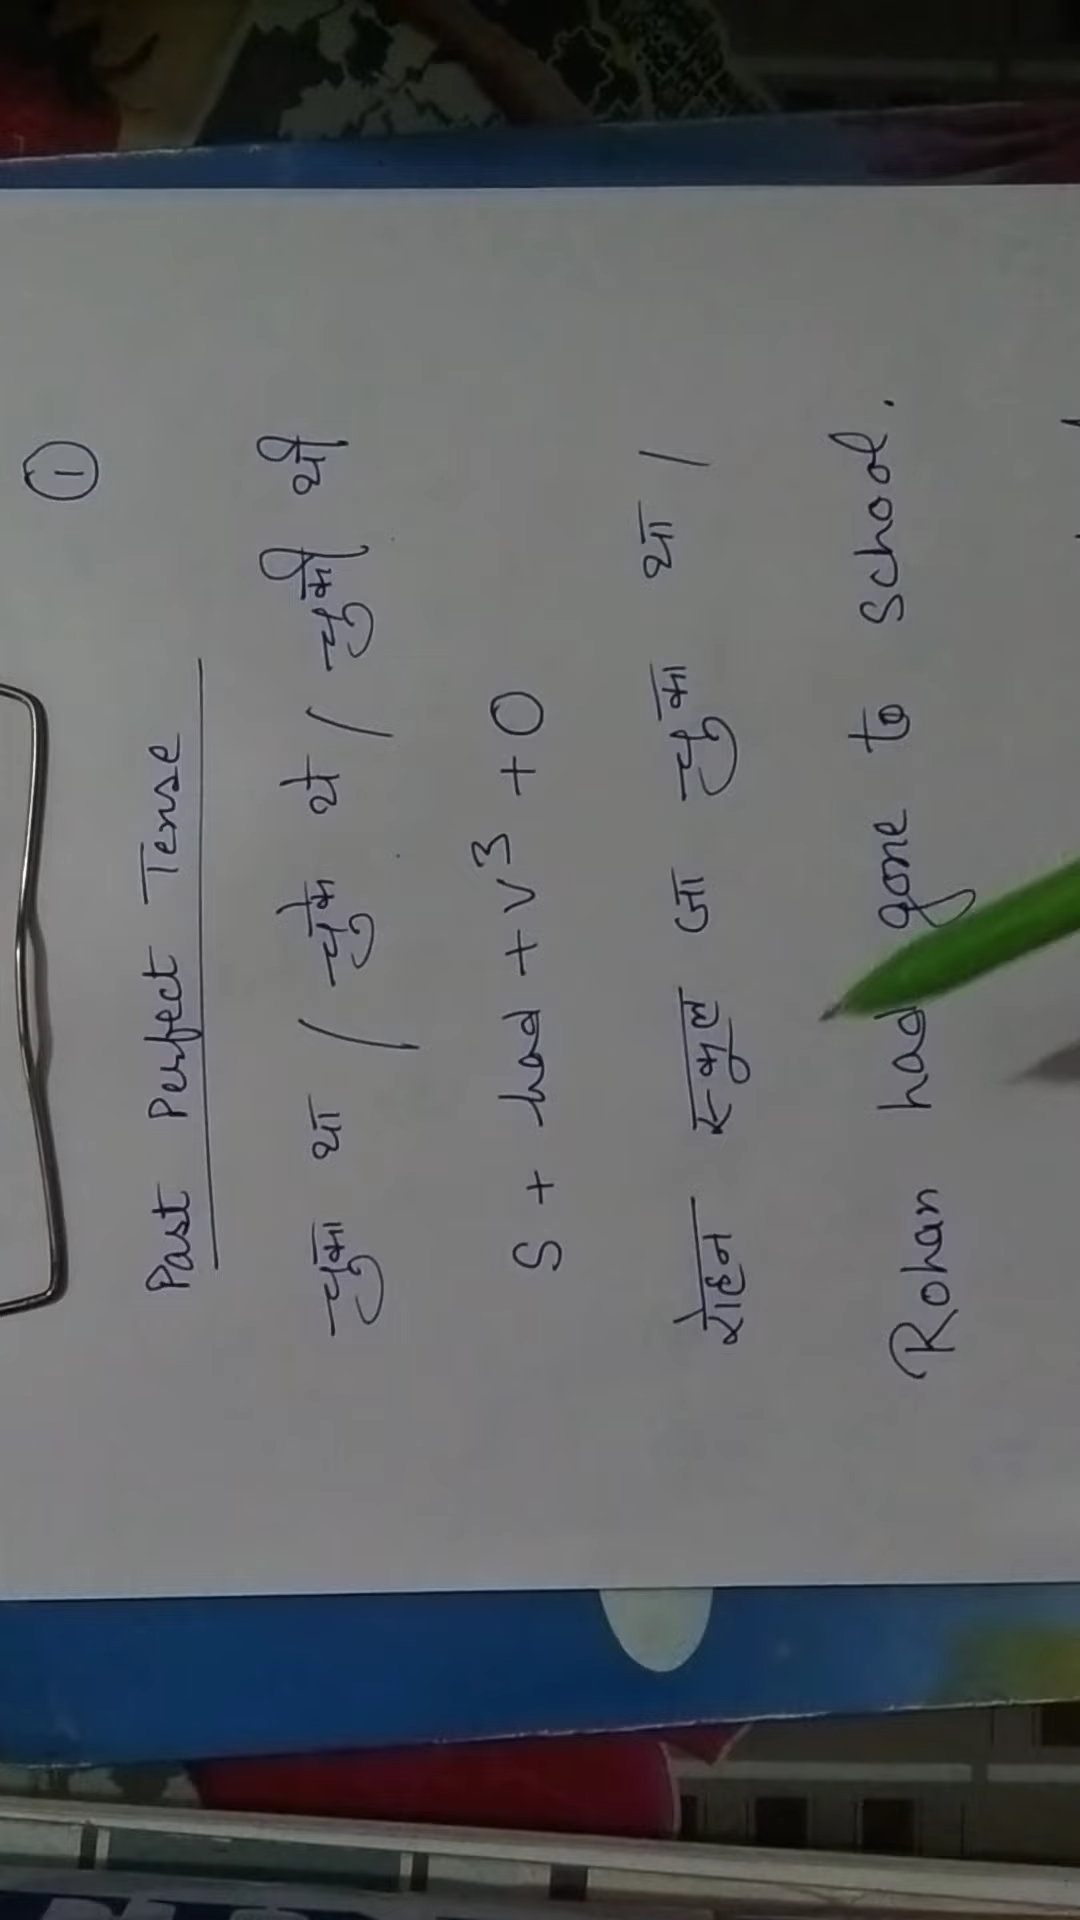 ①
Past Perfect Tense
चुका था / चुके थे / चुकी थी
S + had + V3 + O
रोहन स्कूल जा चुका था |
Rohan had gone to school.